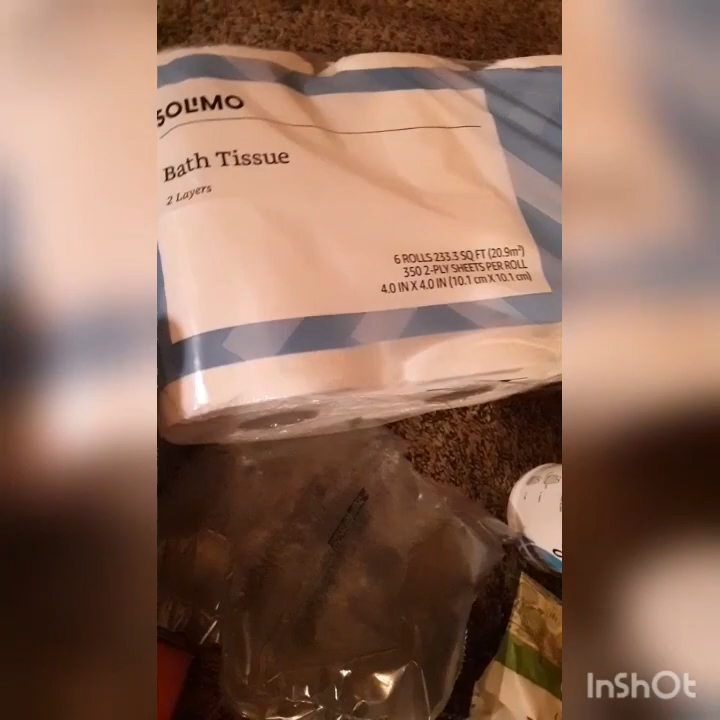 SOLIMO
Bath Tissue
2 Layers
6 ROLLS 233.3 SQ FT (20.9m²)
350 2-PLY SHEETS PER ROLL
4.0 IN X 4.0 IN (10.1 cm X 10.1 cm)
InShOt